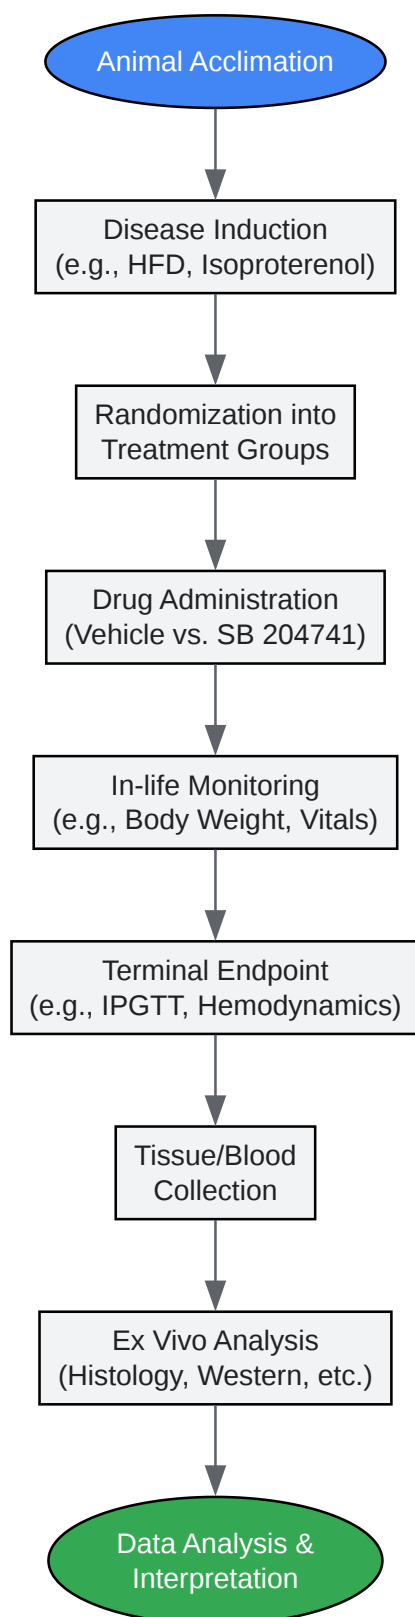 Animal Acclimation
Disease Induction
(e.g., HFD, Isoproterenol)
Randomization into
Treatment Groups
Drug Administration
(Vehicle vs. SB 204741)
In-life Monitoring
(e.g., Body Weight, Vitals)
Terminal Endpoint
(e.g., IPGTT, Hemodynamics)
Tissue/Blood
Collection
Ex Vivo Analysis
(Histology, Western, etc.)
Data Analysis &
Interpretation